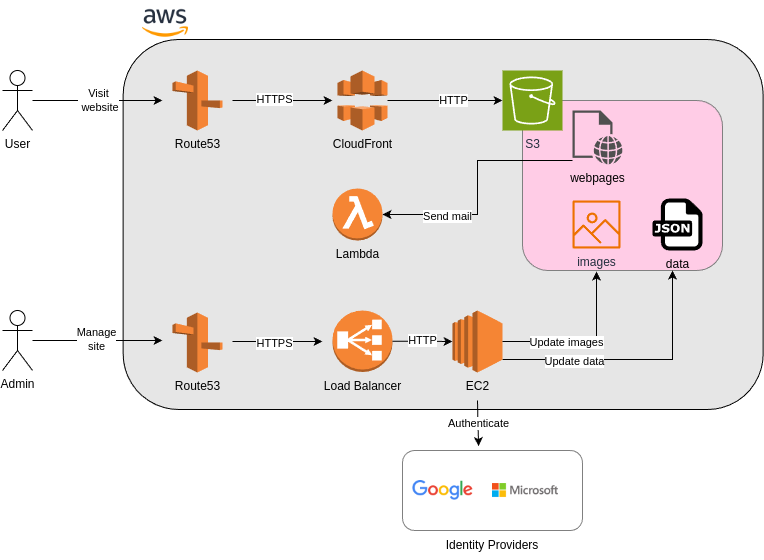 aws
Visit
website
User
HTTPS
HTTP
Route53
CloudFront
S3
webpages
Send mail
Lambda
JSON
images
data
Manage
site
Admin
HTTPS
HTTP
Update images
Update data
Route53
Load Balancer
EC2
Authenticate
Google
Microsoft
Identity Providers